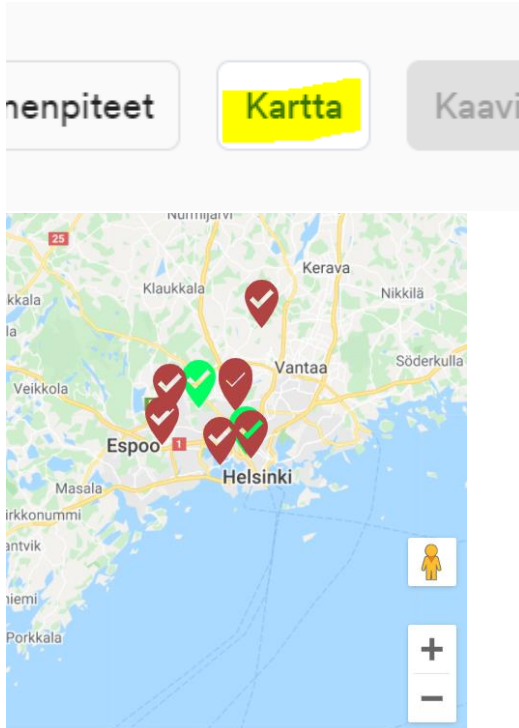 nenpiteet Kartta Kaavi
Nurmijärvi
25
Kerava
Klaukkala
Nikkilä
kkala
la
Vantaa
Söderkulla
Veikkola
Espoo 1
Helsinki
Masala
irkkonummi
antvik
niemi
Porkkala
+
−